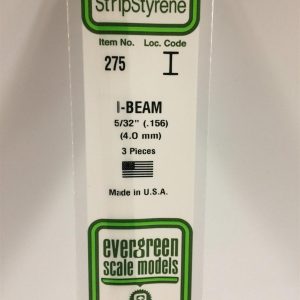 StripStyrene
Item No. Loc. Code
275
I-BEAM
5/32" (.156)
(4.0 mm)
3 Pieces
Made in U.S.A.
evergreen
scale models